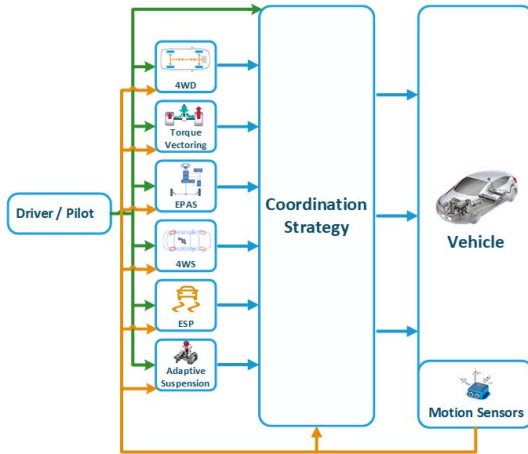 4WD
Torque
Vectoring
EPAS
Driver / Pilot
4WS
ESP
Adaptive
Suspension
Coordination
Strategy
Vehicle
Motion Sensors